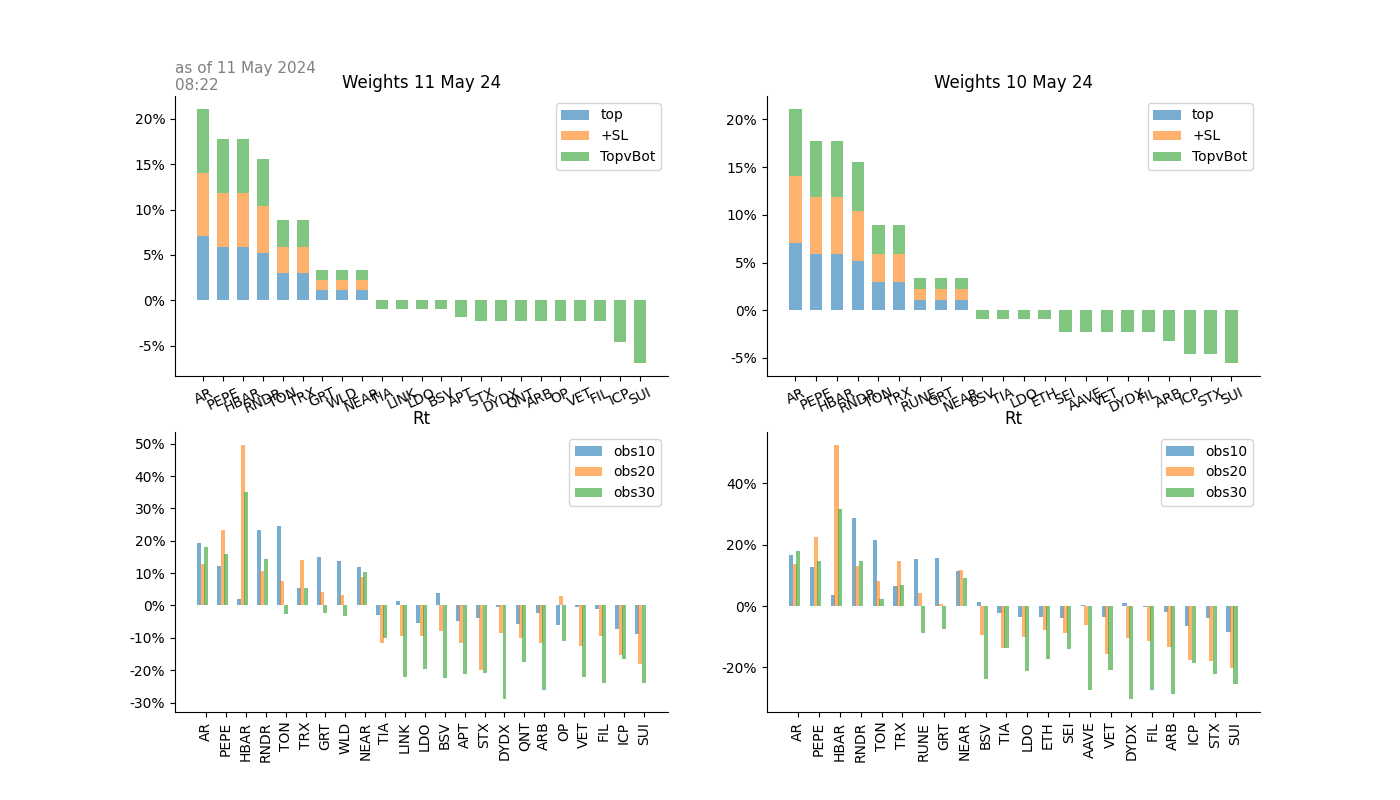 as of 11 May 2024
08:22
Weights 11 May 24
20%
15%
10%
5%
0%
-5%
top
+SL
TopvBot
AR PEPE HBAR RNDR TON TRX GRT WLD NEAR TIA LINK LDO BSV APT STX DYDX QNT ARB OP VET FIL ICP SUI
Weights 10 May 24
20%
15%
10%
5%
0%
-5%
top
+SL
TopvBot
AR PEPE HBAR RNDR TON TRX RUNE GRT NEAR BSV TIA LDO ETH SEI AAVE VET DYDX FIL ARB ICP STX SUI
Rt
50%
40%
30%
20%
10%
0%
-10%
-20%
-30%
obs10
obs20
obs30
AR PEPE HBAR RNDR TON TRX GRT WLD NEAR TIA LINK LDO BSV APT STX DYDX QNT ARB OP VET FIL ICP SUI
Rt
40%
20%
0%
-20%
obs10
obs20
obs30
AR PEPE HBAR RNDR TON TRX RUNE GRT NEAR BSV TIA LDO ETH SEI AAVE VET DYDX FIL ARB ICP STX SUI